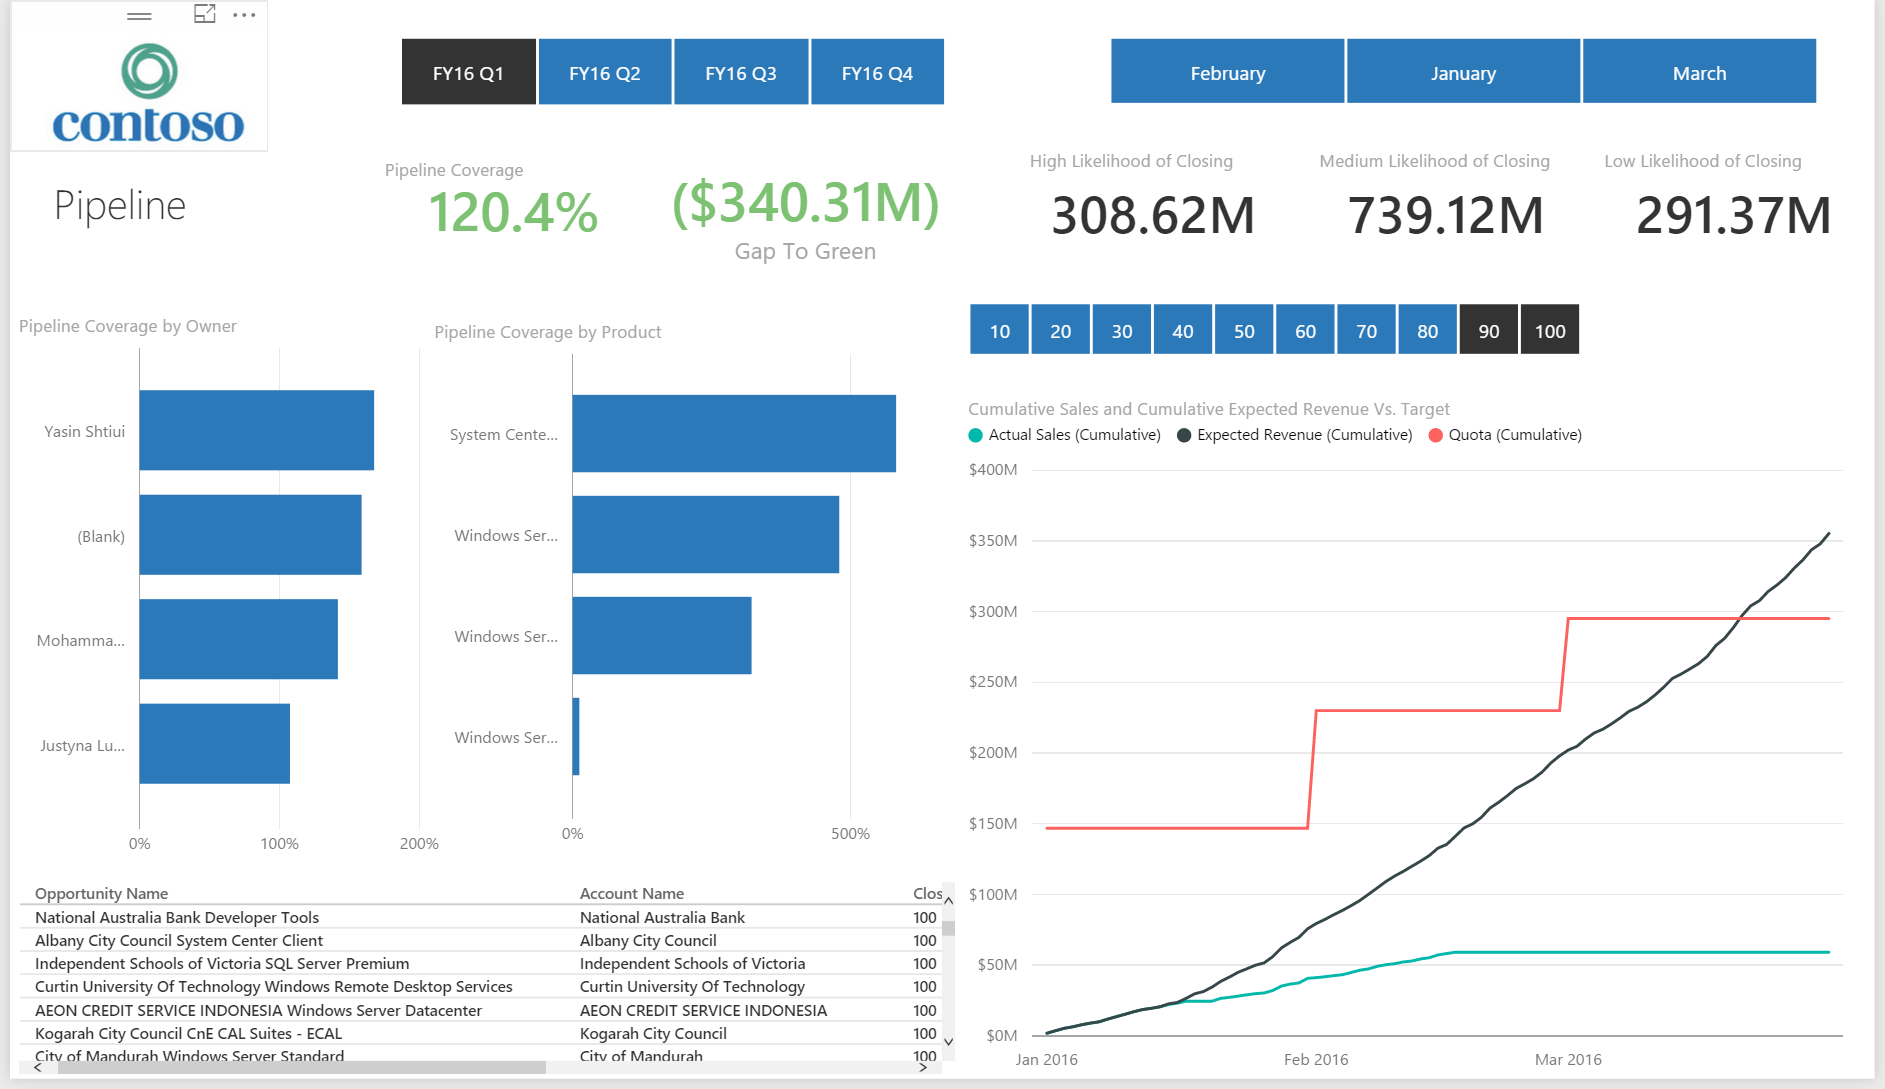 contoso
FY16 Q1 FY16 Q2 FY16 Q3 FY16 Q4
February January March
Pipeline
Pipeline Coverage
120.4%
($340.31M)
Gap To Green
High Likelihood of Closing
308.62M
Medium Likelihood of Closing
739.12M
Low Likelihood of Closing
291.37M
Pipeline Coverage by Owner
Yasin Shtiui
(Blank)
Mohamma...
Justyna Lu...
0% 100% 200%
Pipeline Coverage by Product
System Cente...
Windows Ser...
Windows Ser...
Windows Ser...
0% 500%
10 20 30 40 50 60 70 80 90 100
Cumulative Sales and Cumulative Expected Revenue Vs. Target
Actual Sales (Cumulative) Expected Revenue (Cumulative) Quota (Cumulative)
$400M
$350M
$300M
$250M
$200M
$150M
$100M
$50M
$0M
Jan 2016 Feb 2016 Mar 2016
Opportunity Name Account Name Clos
National Australia Bank Developer Tools National Australia Bank 100
Albany City Council System Center Client Albany City Council 100
Independent Schools of Victoria SQL Server Premium Independent Schools of Victoria 100
Curtin University Of Technology Windows Remote Desktop Services Curtin University Of Technology 100
AEON CREDIT SERVICE INDONESIA Windows Server Datacenter AEON CREDIT SERVICE INDONESIA 100
Kogarah City Council CnE CAL Suites - ECAL Kogarah City Council 100
City of Mandurah Windows Server Standard City of Mandurah 100